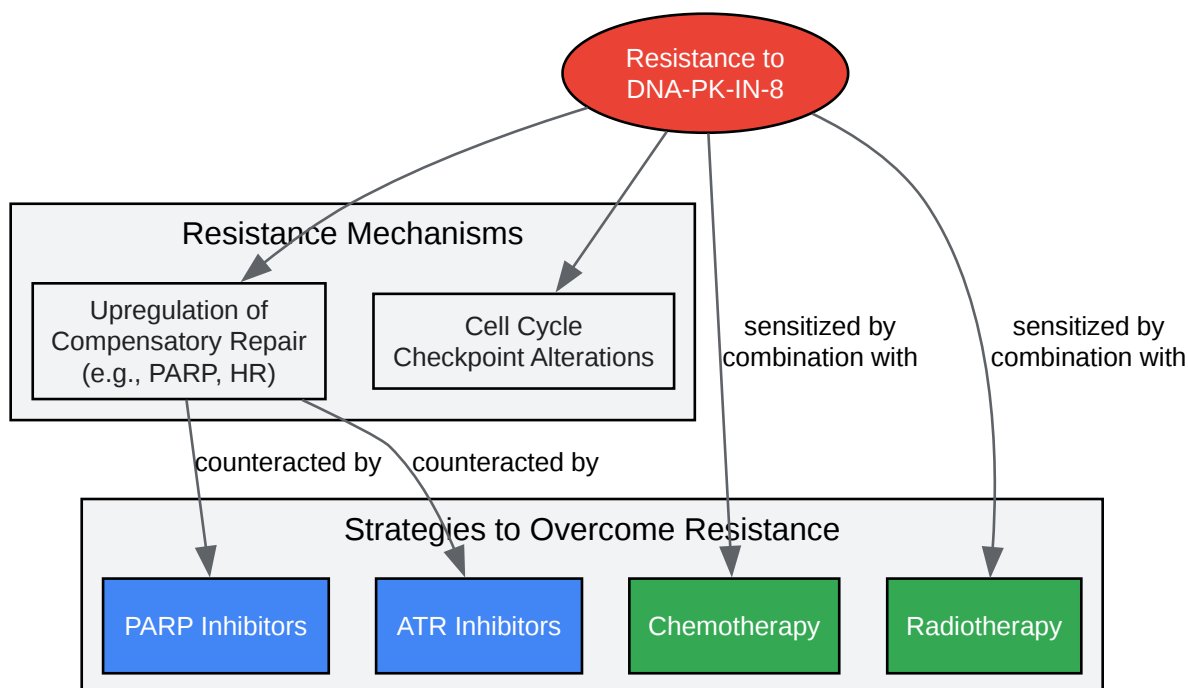 Resistance to
DNA-PK-IN-8
Resistance Mechanisms
Upregulation of
Compensatory Repair
(e.g., PARP, HR)
Cell Cycle
Checkpoint Alterations
sensitized by
combination with
sensitized by
combination with
counteracted by
counteracted by
Strategies to Overcome Resistance
PARP Inhibitors
ATR Inhibitors
Chemotherapy
Radiotherapy